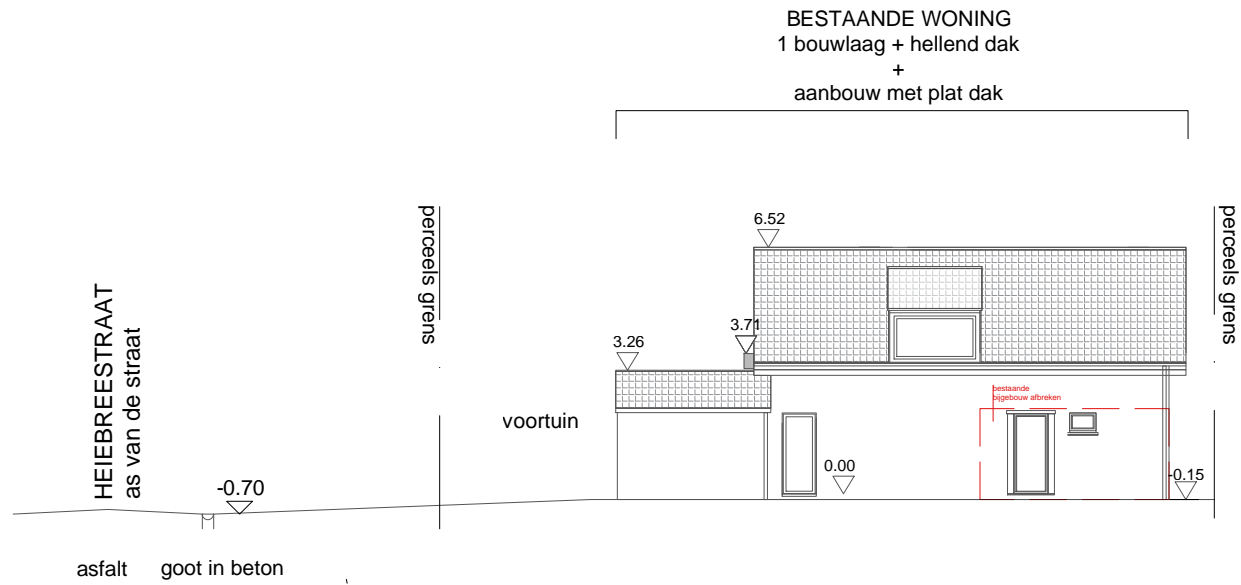 BESTAANDE WONING
1 bouwlaag + hellend dak
+
aanbouw met plat dak
perceels grens
perceels grens
6.52
HEIEBREESTRAAT
as van de straat
3.71
3.26
bestaande
bijgebouw afbreken
voortuin
0.00
-0.15
-0.70
asfalt
goot in beton